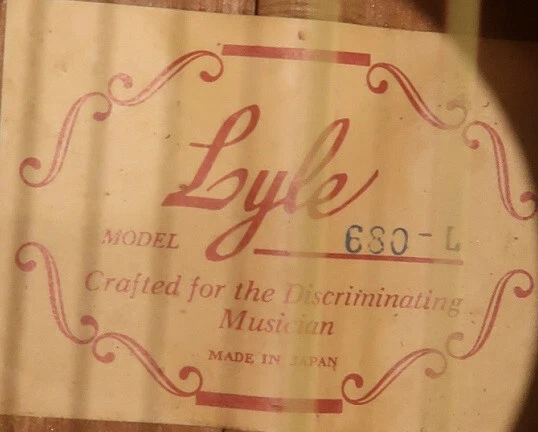 Lyle
MODEL 680-L
Crafted for the Discriminating
Musician
MADE IN JAPAN